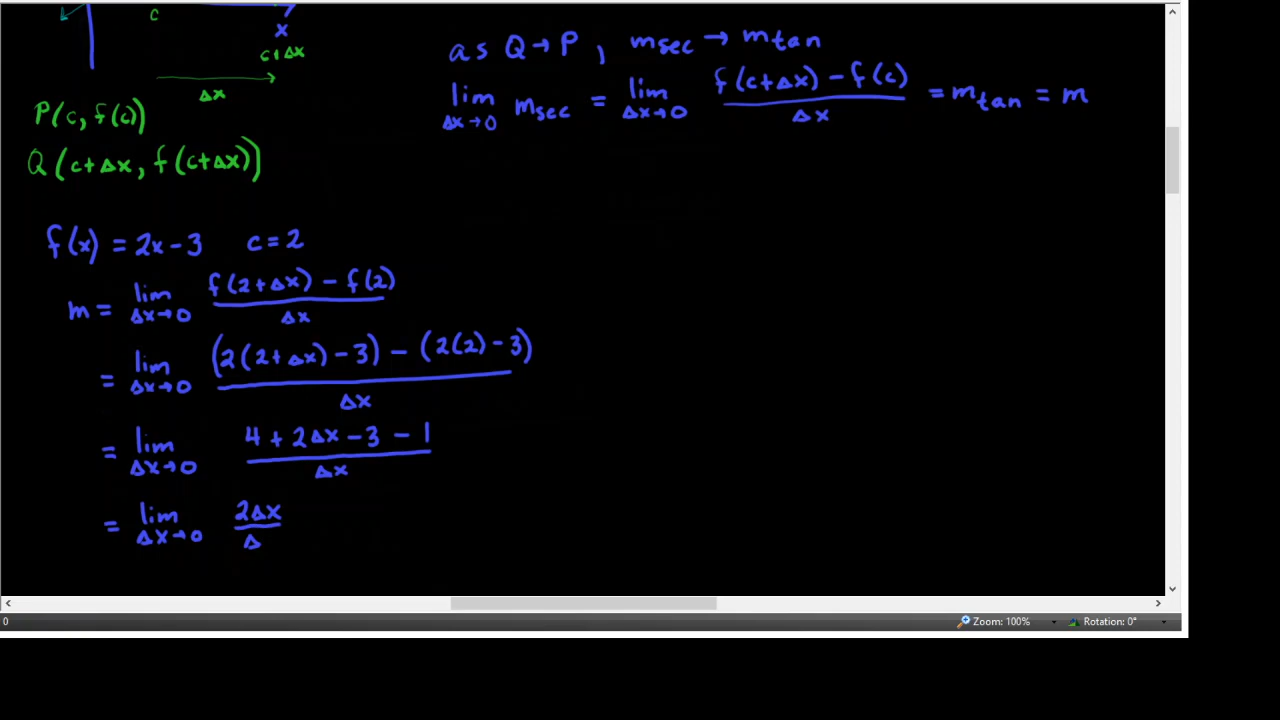 c
x
c+Δx
Δx
P(c, f(c))
Q(c+Δx, f(c+Δx))
as Q→P, msec → mtan
lim Δx→0 msec = lim Δx→0 f(c+Δx) - f(c) / Δx = mtan = m
f(x) = 2x-3 c=2
m = lim Δx→0 f(2+Δx) - f(2) / Δx
= lim Δx→0 (2(2+Δx)-3) - (2(2)-3) / Δx
= lim Δx→0 4+2Δx-3-1 / Δx
= lim Δx→0 2Δx / Δ
0
Zoom: 100%
Rotation: 0°